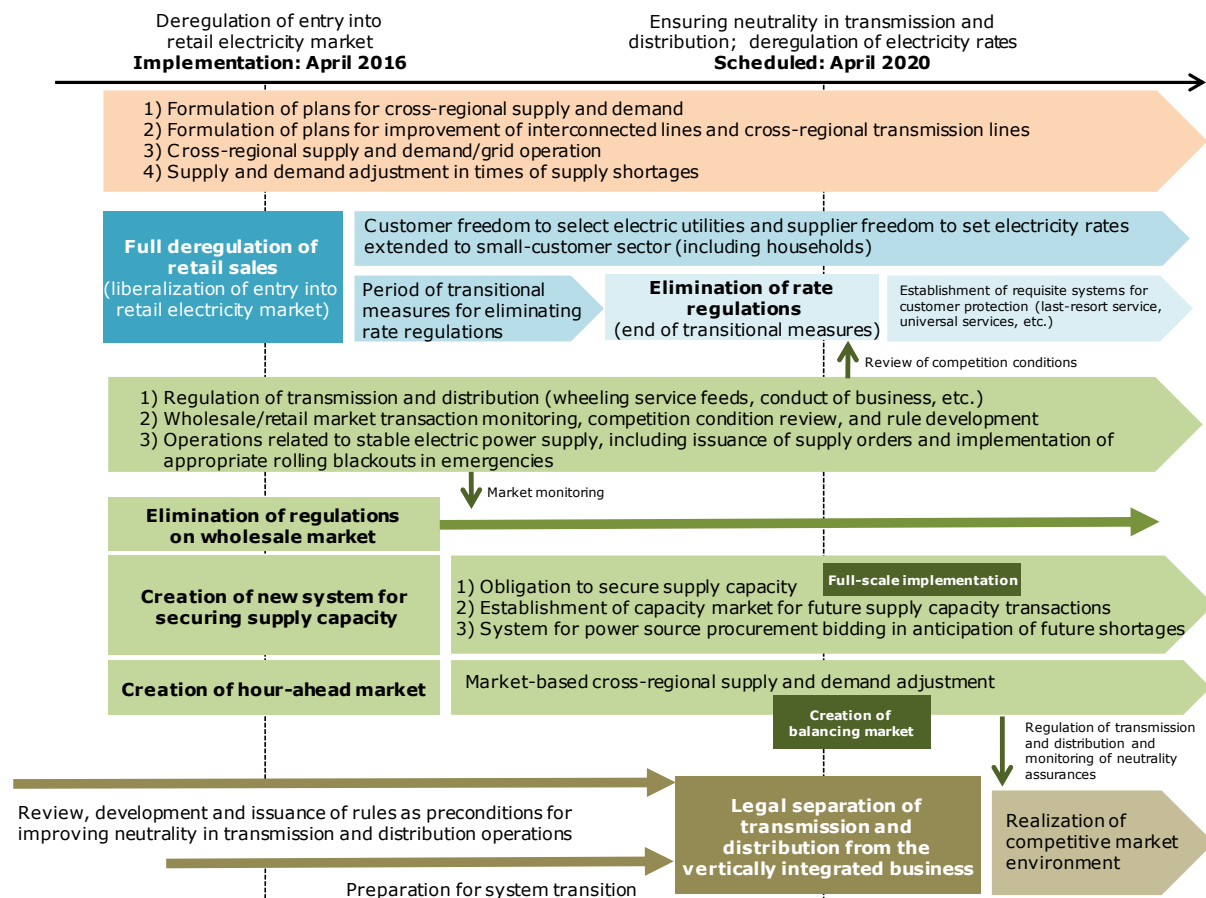 Deregulation of entry into
retail electricity market
Implementation: April 2016
Ensuring neutrality in transmission and
distribution; deregulation of electricity rates
Scheduled: April 2020
1) Formulation of plans for cross-regional supply and demand
2) Formulation of plans for improvement of interconnected lines and cross-regional transmission lines
3) Cross-regional supply and demand/grid operation
4) Supply and demand adjustment in times of supply shortages
Full deregulation of
retail sales
(liberalization of entry into
retail electricity market)
Customer freedom to select electric utilities and supplier freedom to set electricity rates
extended to small-customer sector (including households)
Period of transitional
measures for eliminating
rate regulations
Elimination of rate
regulations
(end of transitional measures)
Establishment of requisite systems for
customer protection (last-resort service,
universal services, etc.)
Review of competition conditions
1) Regulation of transmission and distribution (wheeling service feeds, conduct of business, etc.)
2) Wholesale/retail market transaction monitoring, competition condition review, and rule development
3) Operations related to stable electric power supply, including issuance of supply orders and implementation of
appropriate rolling blackouts in emergencies
Market monitoring
Elimination of regulations
on wholesale market
Creation of new system for
securing supply capacity
1) Obligation to secure supply capacity
Full-scale implementation
2) Establishment of capacity market for future supply capacity transactions
3) System for power source procurement bidding in anticipation of future shortages
Creation of hour-ahead market
Market-based cross-regional supply and demand adjustment
Creation of
balancing market
Regulation of transmission
and distribution and
monitoring of neutrality
assurances
Review, development and issuance of rules as preconditions for
improving neutrality in transmission and distribution operations
Preparation for system transition
Legal separation of
transmission and
distribution from the
vertically integrated business
Realization of
competitive market
environment